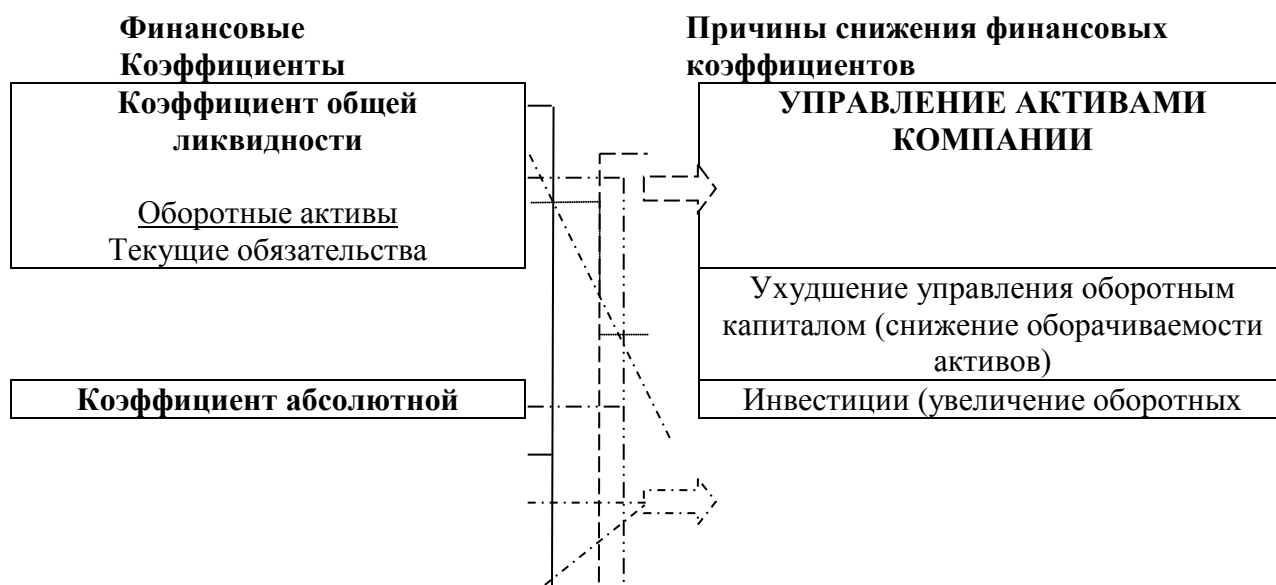 Финансовые
Коэффициенты
Причины снижения финансовых
коэффициентов
Коэффициент общей
ликвидности
Оборотные активы
Текущие обязательства
УПРАВЛЕНИЕ АКТИВАМИ
КОМПАНИИ
Ухудшение управления оборотным
капиталом (снижение оборачиваемости
активов)
Коэффициент абсолютной
Инвестиции (увеличение оборотных